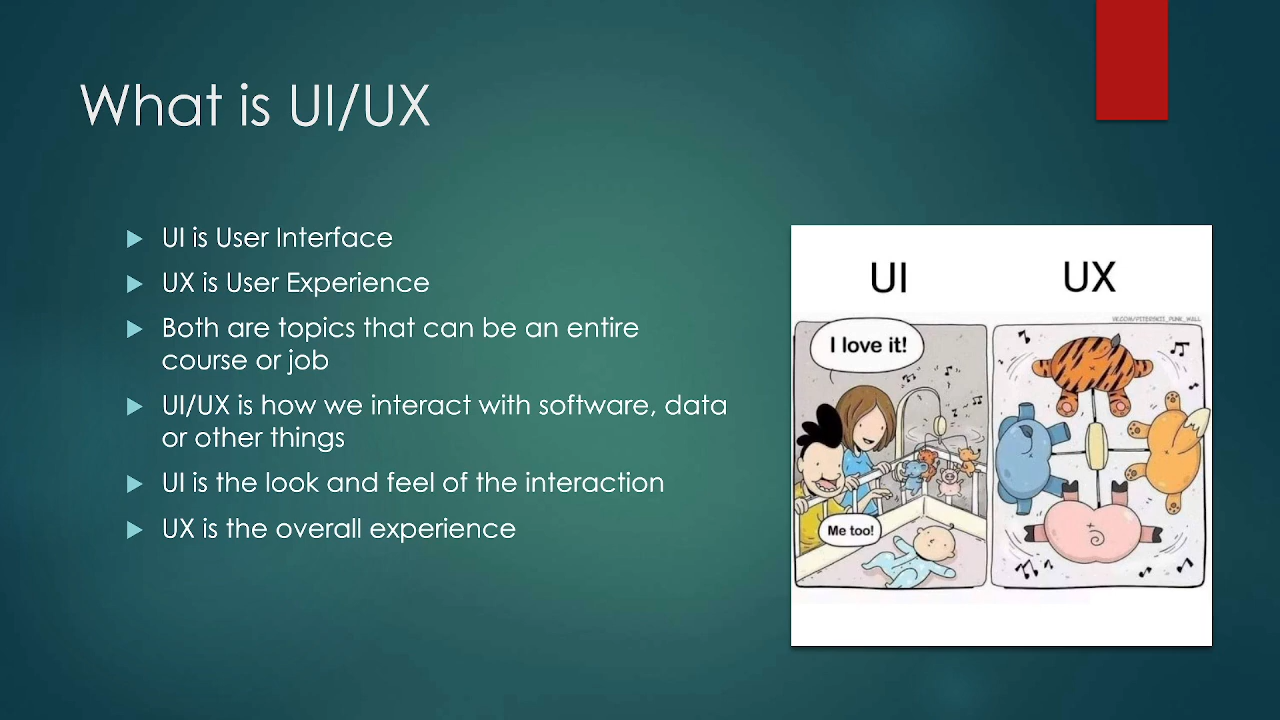 What is UI/UX
UI is User Interface
UX is User Experience
Both are topics that can be an entire
course or job
UI/UX is how we interact with software, data
or other things
UI is the look and feel of the interaction
UX is the overall experience
UI
UX
I love it!
Me too!